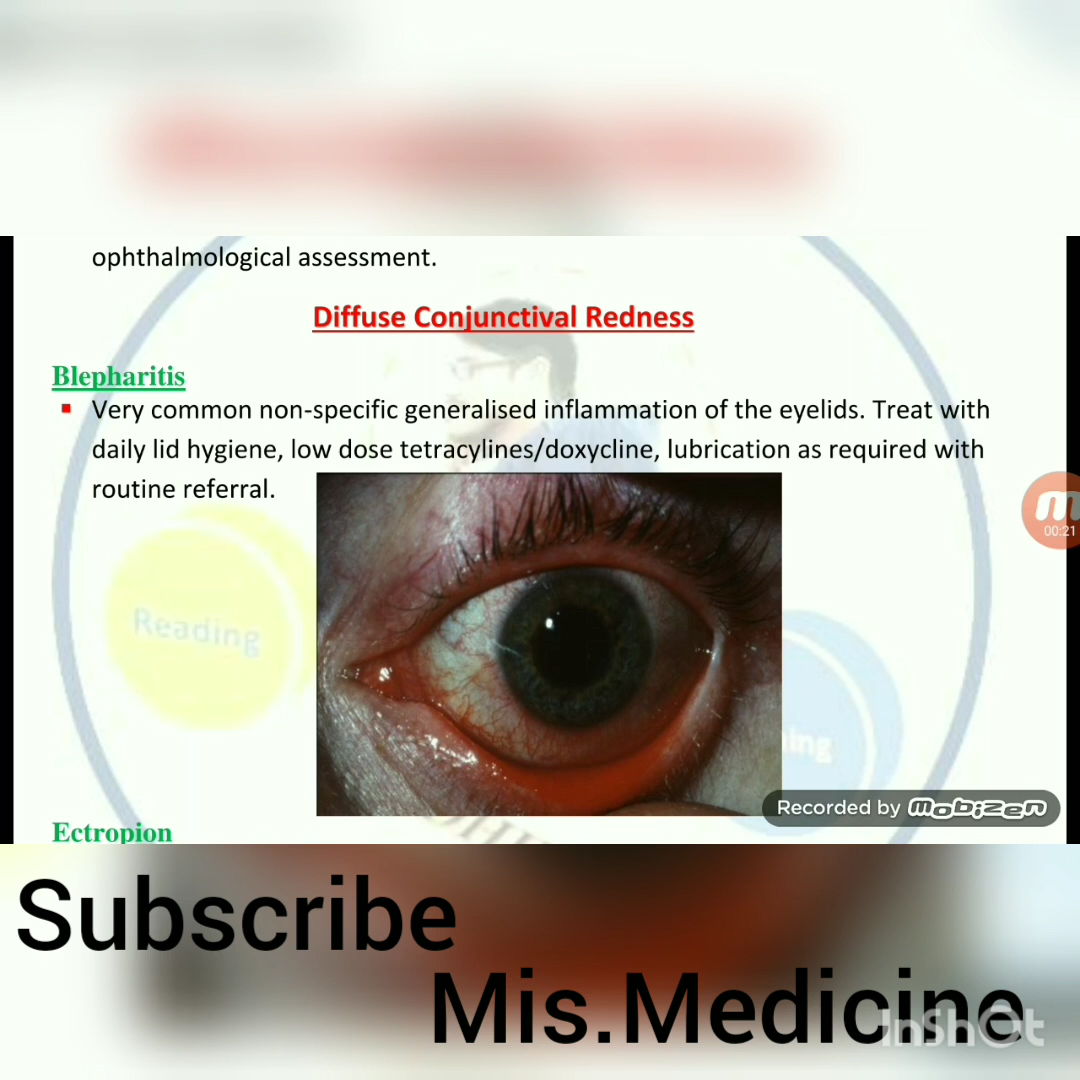 ophthalmological assessment.
Diffuse Conjunctival Redness
Blepharitis
Very common non-specific generalised inflammation of the eyelids. Treat with
daily lid hygiene, low dose tetracylines/doxycline, lubrication as required with
routine referral.
Reading
00:21
Recorded by mobizen
Ectropion
Subscribe
Mis.Medicine
InShOt